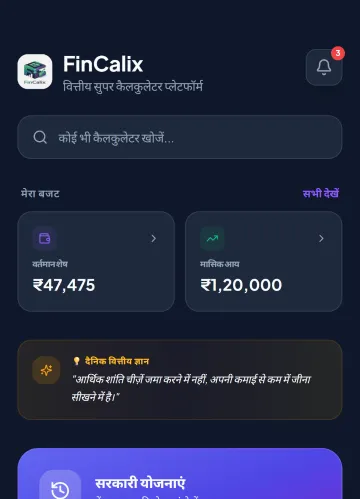 FinCalix
वित्तीय सुपर कैलकुलेटर प्लेटफॉर्म
3
कोई भी कैलकुलेटर खोजें...
मेरा बजट
सभी देखें
वर्तमान शेष
₹47,475
मासिक आय
₹1,20,000
दैनिक वित्तीय ज्ञान
"आर्थिक शांति चीज़ें जमा करने में नहीं, अपनी कमाई से कम में जीना
सीखने में है।"
सरकारी योजनाएं